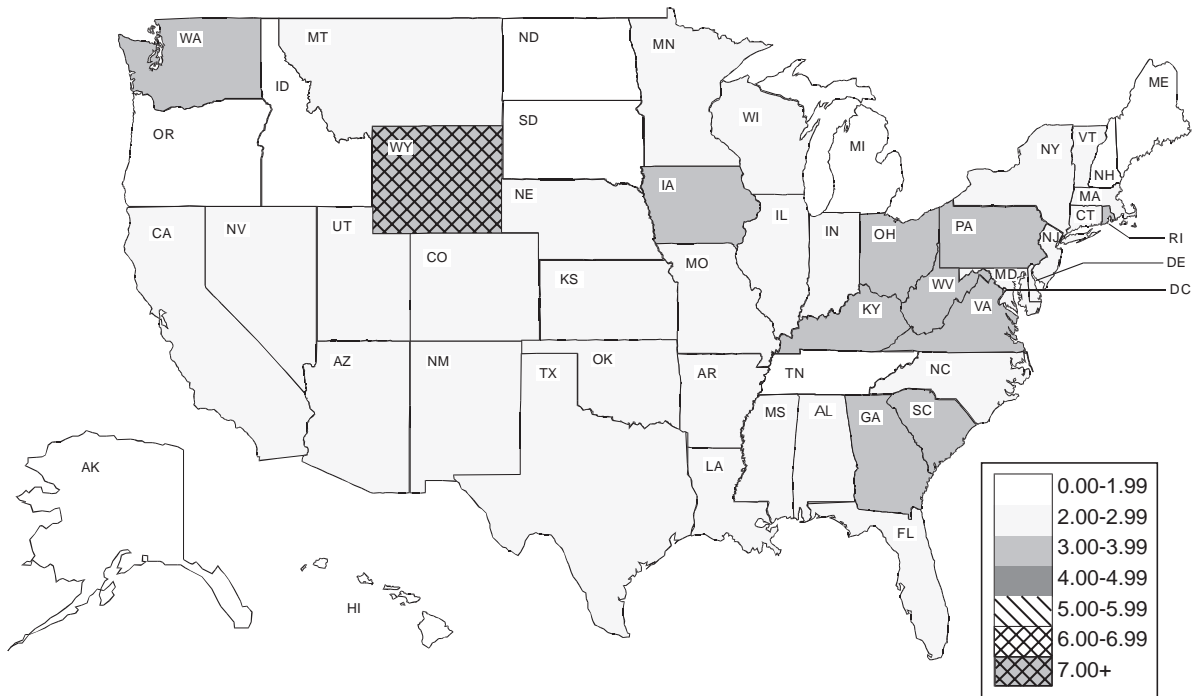 WA
MT
ND
MN
ID
OR
SD
WI
MI
ME
WY
NY
VT
NH
MA
CT
RI
NE
IA
PA
NJ
DE
CA
NV
UT
CO
IL
IN
OH
MD
DC
KS
MO
WV
VA
KY
AZ
NM
OK
TX
AR
TN
NC
MS
AL
GA
SC
LA
FL
AK
HI
0.00-1.99
2.00-2.99
3.00-3.99
4.00-4.99
5.00-5.99
6.00-6.99
7.00+